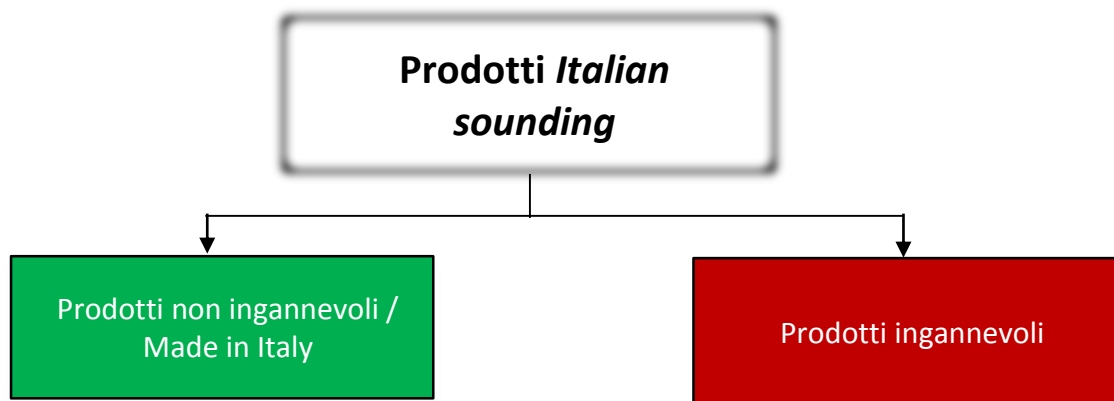 Prodotti Italian
sounding
Prodotti non ingannevoli /
Made in Italy
Prodotti ingannevoli